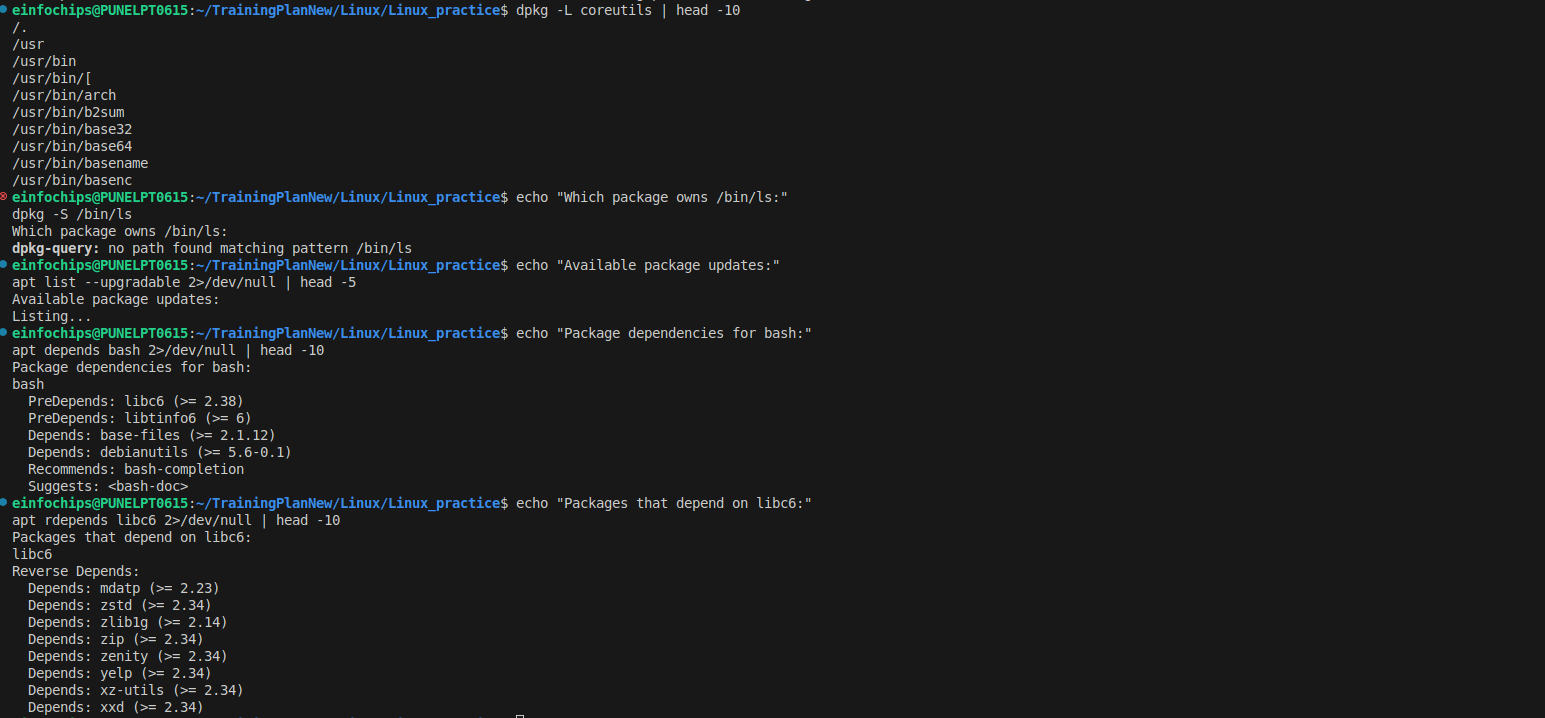 einfochips@PUNELPT0615:~/TrainingPlanNew/Linux/Linux_practice$ dpkg -L coreutils | head -10
/.
/usr
/usr/bin
/usr/bin/[
/usr/bin/arch
/usr/bin/b2sum
/usr/bin/base32
/usr/bin/base64
/usr/bin/basename
/usr/bin/basenc
einfochips@PUNELPT0615:~/TrainingPlanNew/Linux/Linux_practice$ echo "Which package owns /bin/ls:"
dpkg -S /bin/ls
Which package owns /bin/ls:
dpkg-query: no path found matching pattern /bin/ls
einfochips@PUNELPT0615:~/TrainingPlanNew/Linux/Linux_practice$ echo "Available package updates:"
apt list --upgradable 2>/dev/null | head -5
Available package updates:
Listing...
einfochips@PUNELPT0615:~/TrainingPlanNew/Linux/Linux_practice$ echo "Package dependencies for bash:"
apt depends bash 2>/dev/null | head -10
Package dependencies for bash:
bash
  PreDepends: libc6 (>= 2.38)
  PreDepends: libtinfo6 (>= 6)
  Depends: base-files (>= 2.1.12)
  Depends: debianutils (>= 5.6-0.1)
  Recommends: bash-completion
  Suggests: <bash-doc>
einfochips@PUNELPT0615:~/TrainingPlanNew/Linux/Linux_practice$ echo "Packages that depend on libc6:"
apt rdepends libc6 2>/dev/null | head -10
Packages that depend on libc6:
libc6
Reverse Depends:
  Depends: mdatp (>= 2.23)
  Depends: zstd (>= 2.34)
  Depends: zlib1g (>= 2.14)
  Depends: zip (>= 2.34)
  Depends: zenity (>= 2.34)
  Depends: yelp (>= 2.34)
  Depends: xz-utils (>= 2.34)
  Depends: xxd (>= 2.34)